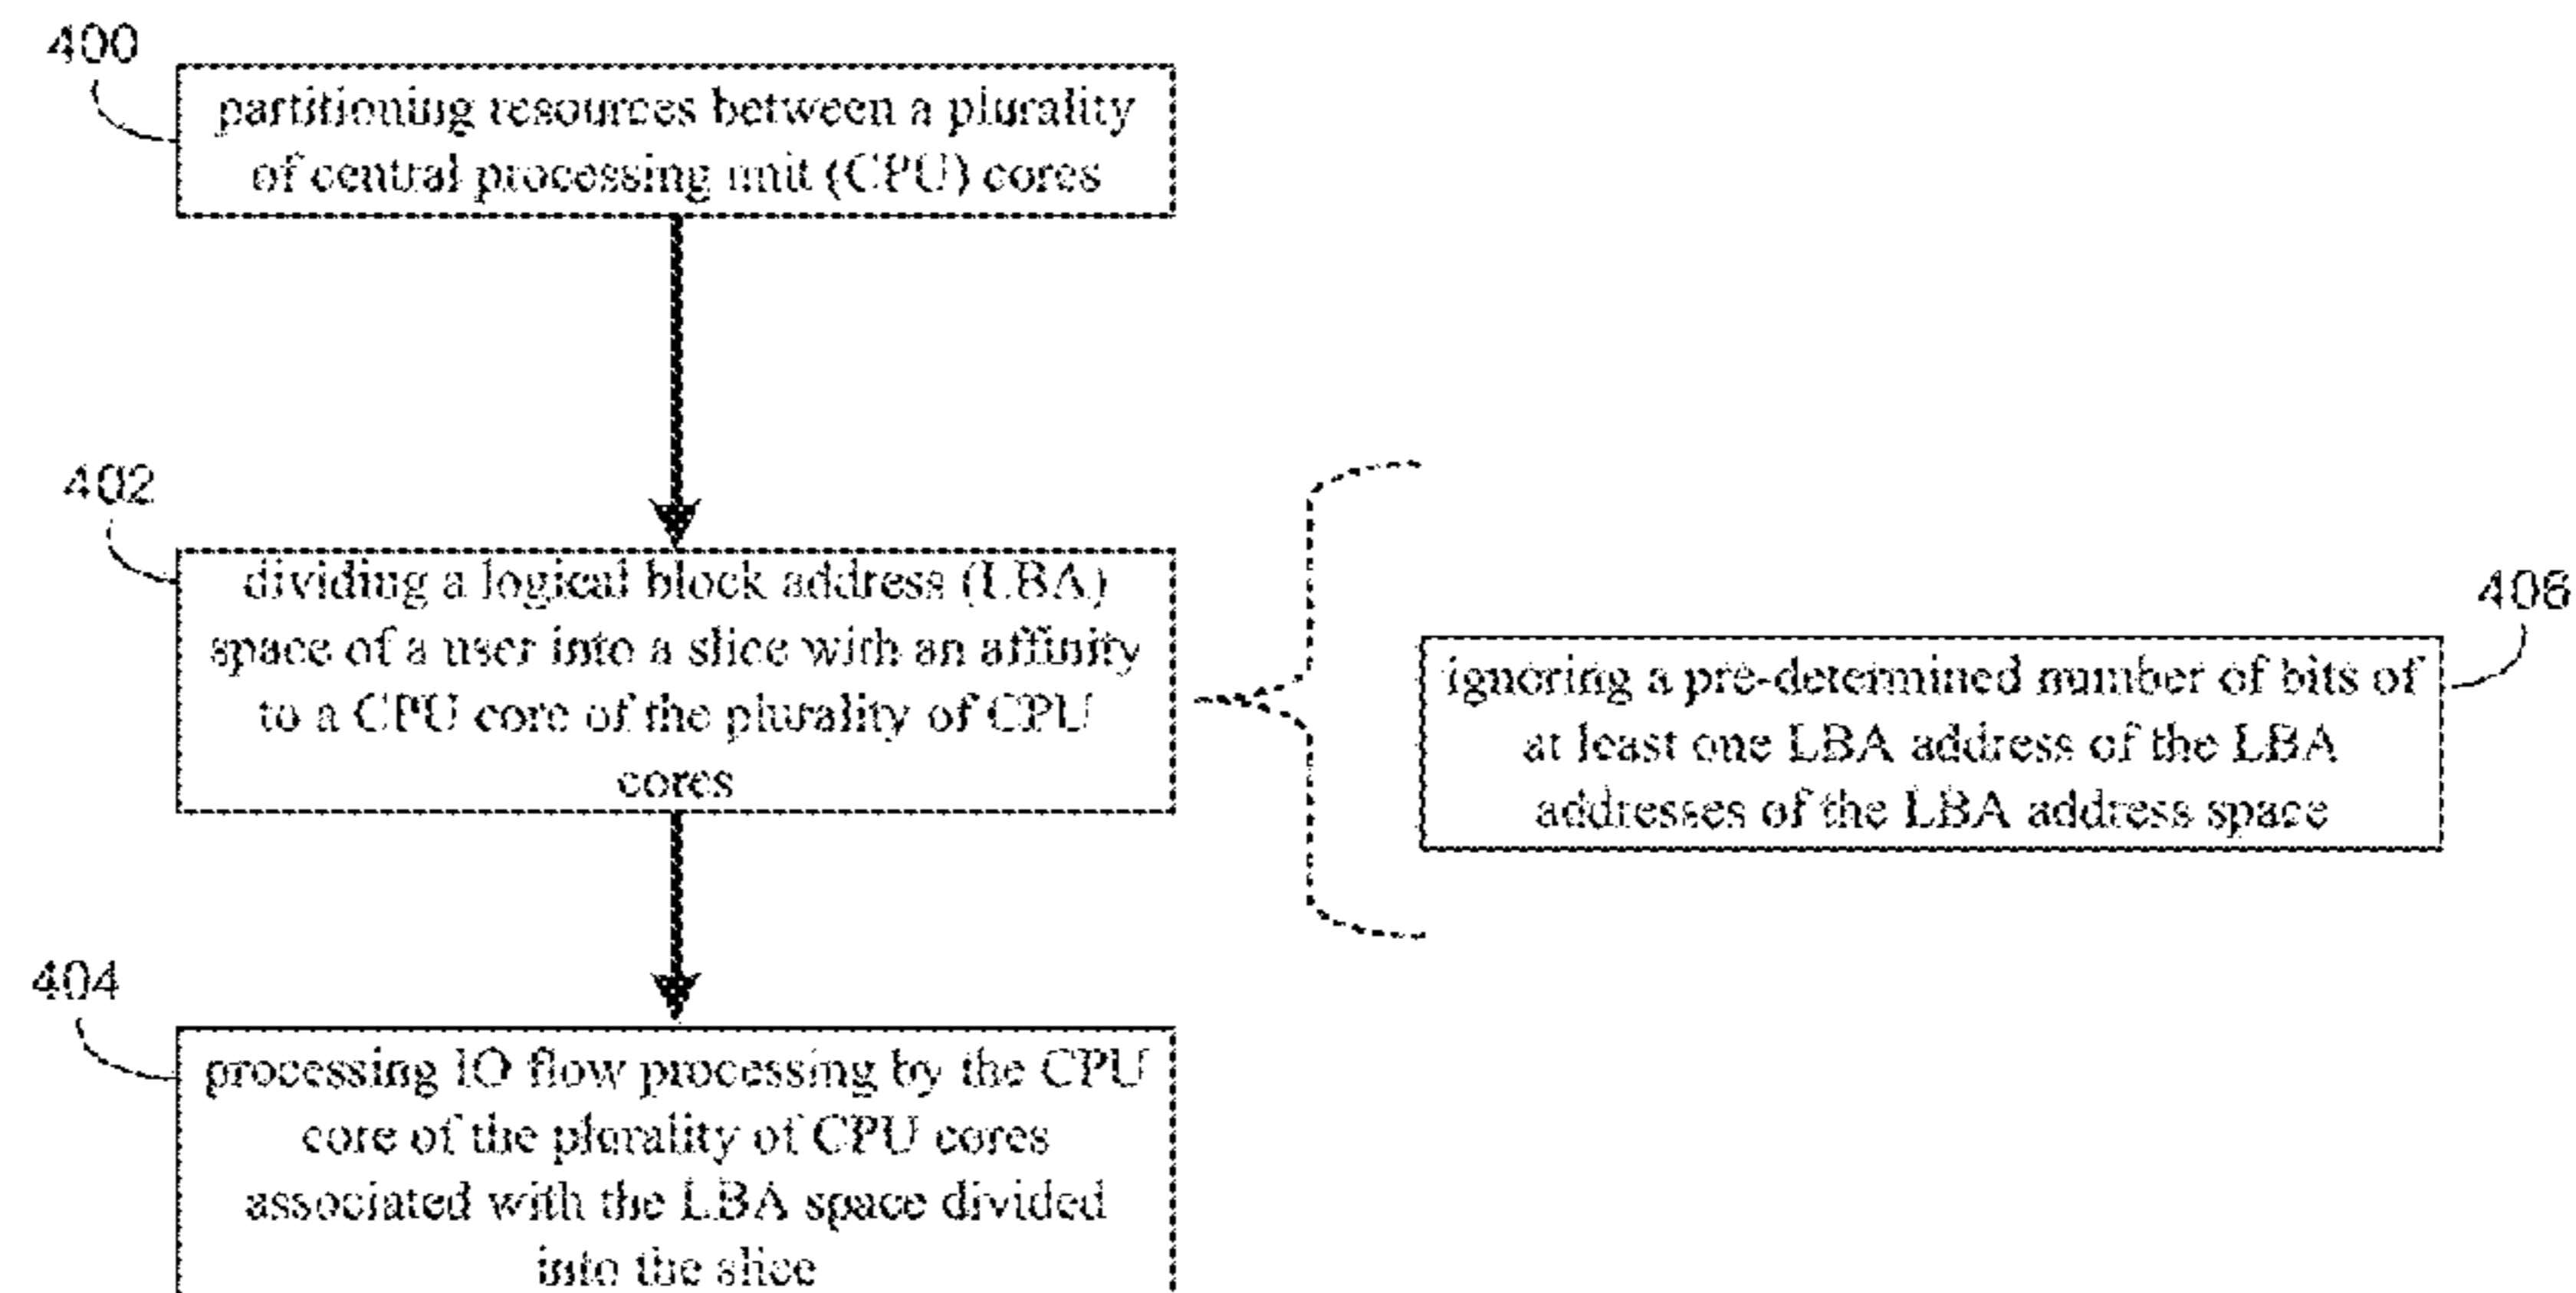 400
partitioning resources between a plurality
of central processing unit (CPU) cores
402
dividing a logical block address (LBA)
space of a user into a slice with an affinity
to a CPU core of the plurality of CPU
cores
408
ignoring a pre-determined number of bits of
at least one LBA address of the LBA
addresses of the LBA address space
404
processing IO flow processing by the CPU
core of the plurality of CPU cores
associated with the LBA space divided
into the slice